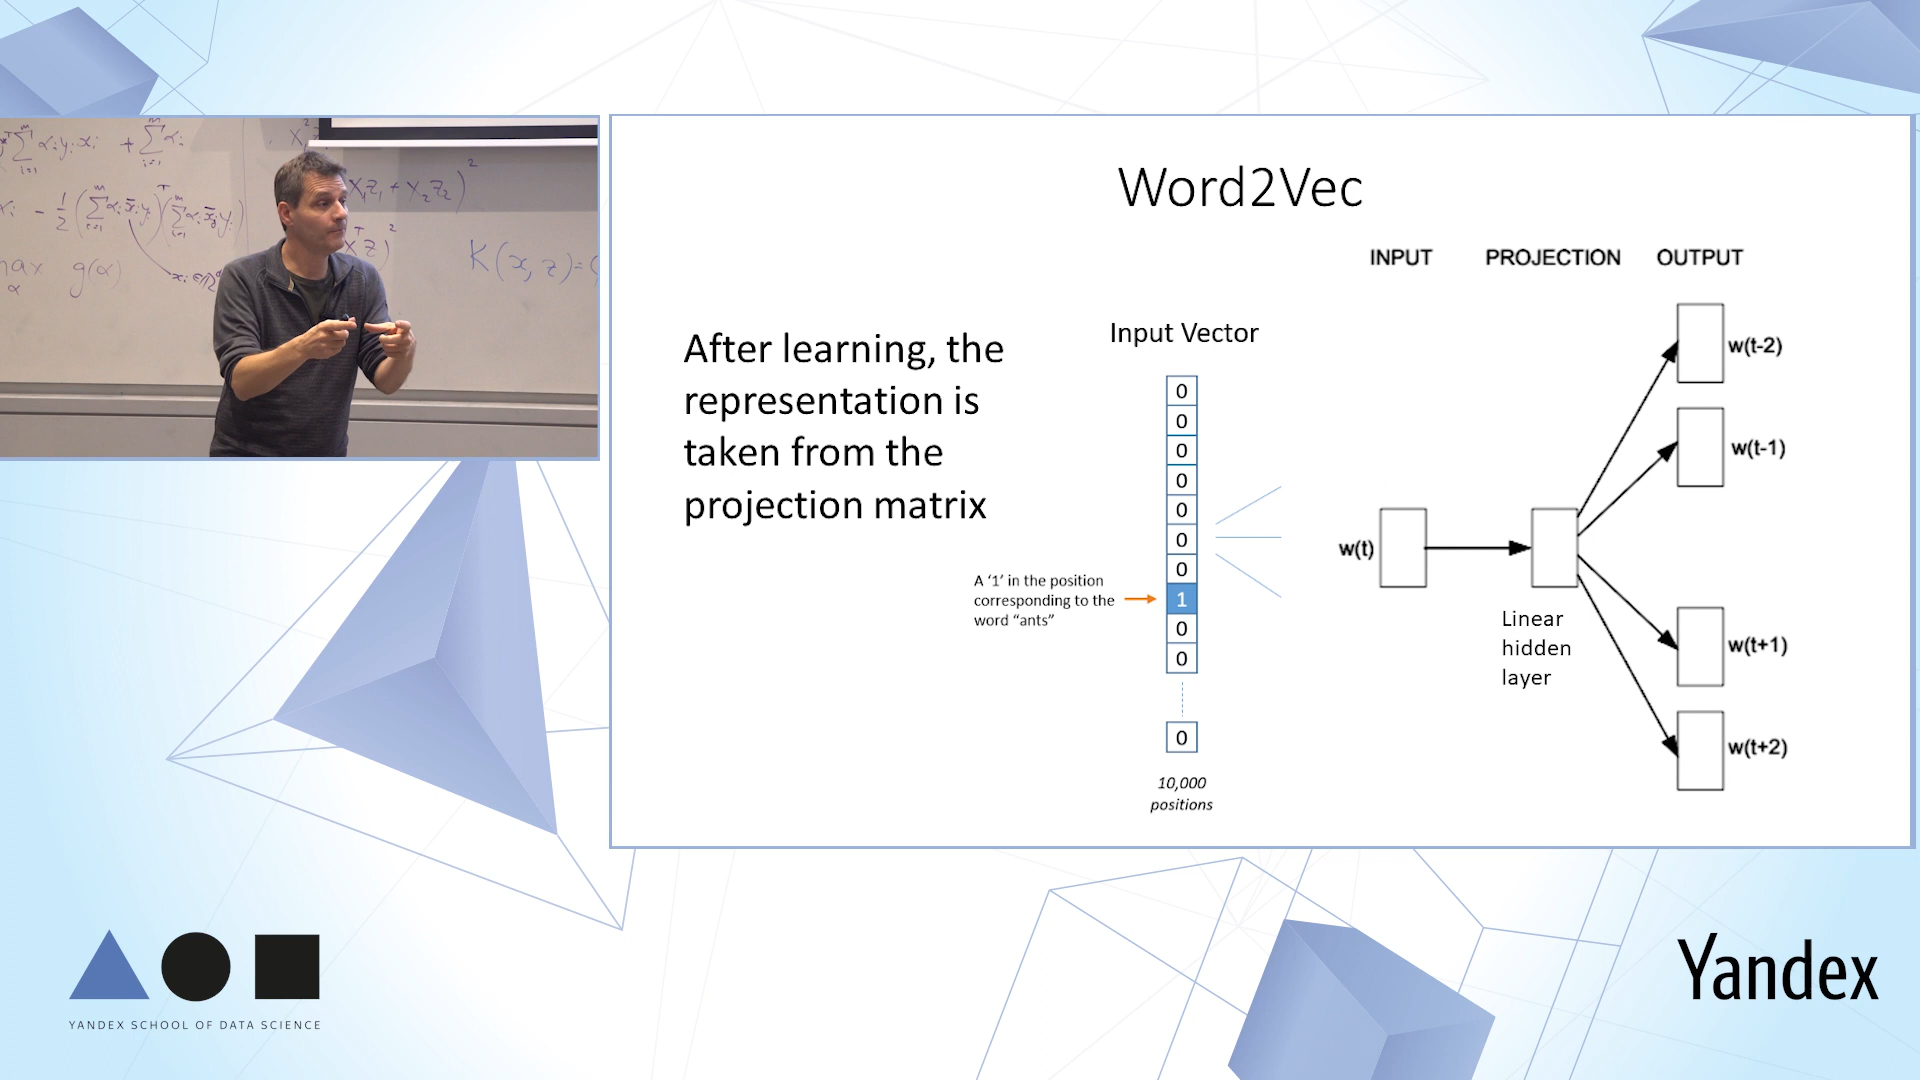 Word2Vec
After learning, the
representation is
taken from the
projection matrix
Input Vector
0
0
0
0
0
0
0
1
0
0
0
A ‘1’ in the position
corresponding to the
word “ants”
10,000
positions
INPUT PROJECTION OUTPUT
w(t-2)
w(t-1)
w(t)
w(t+1)
w(t+2)
Linear
hidden
layer
K(x, z) =
g(α)
YANDEX SCHOOL OF DATA SCIENCE
Yandex